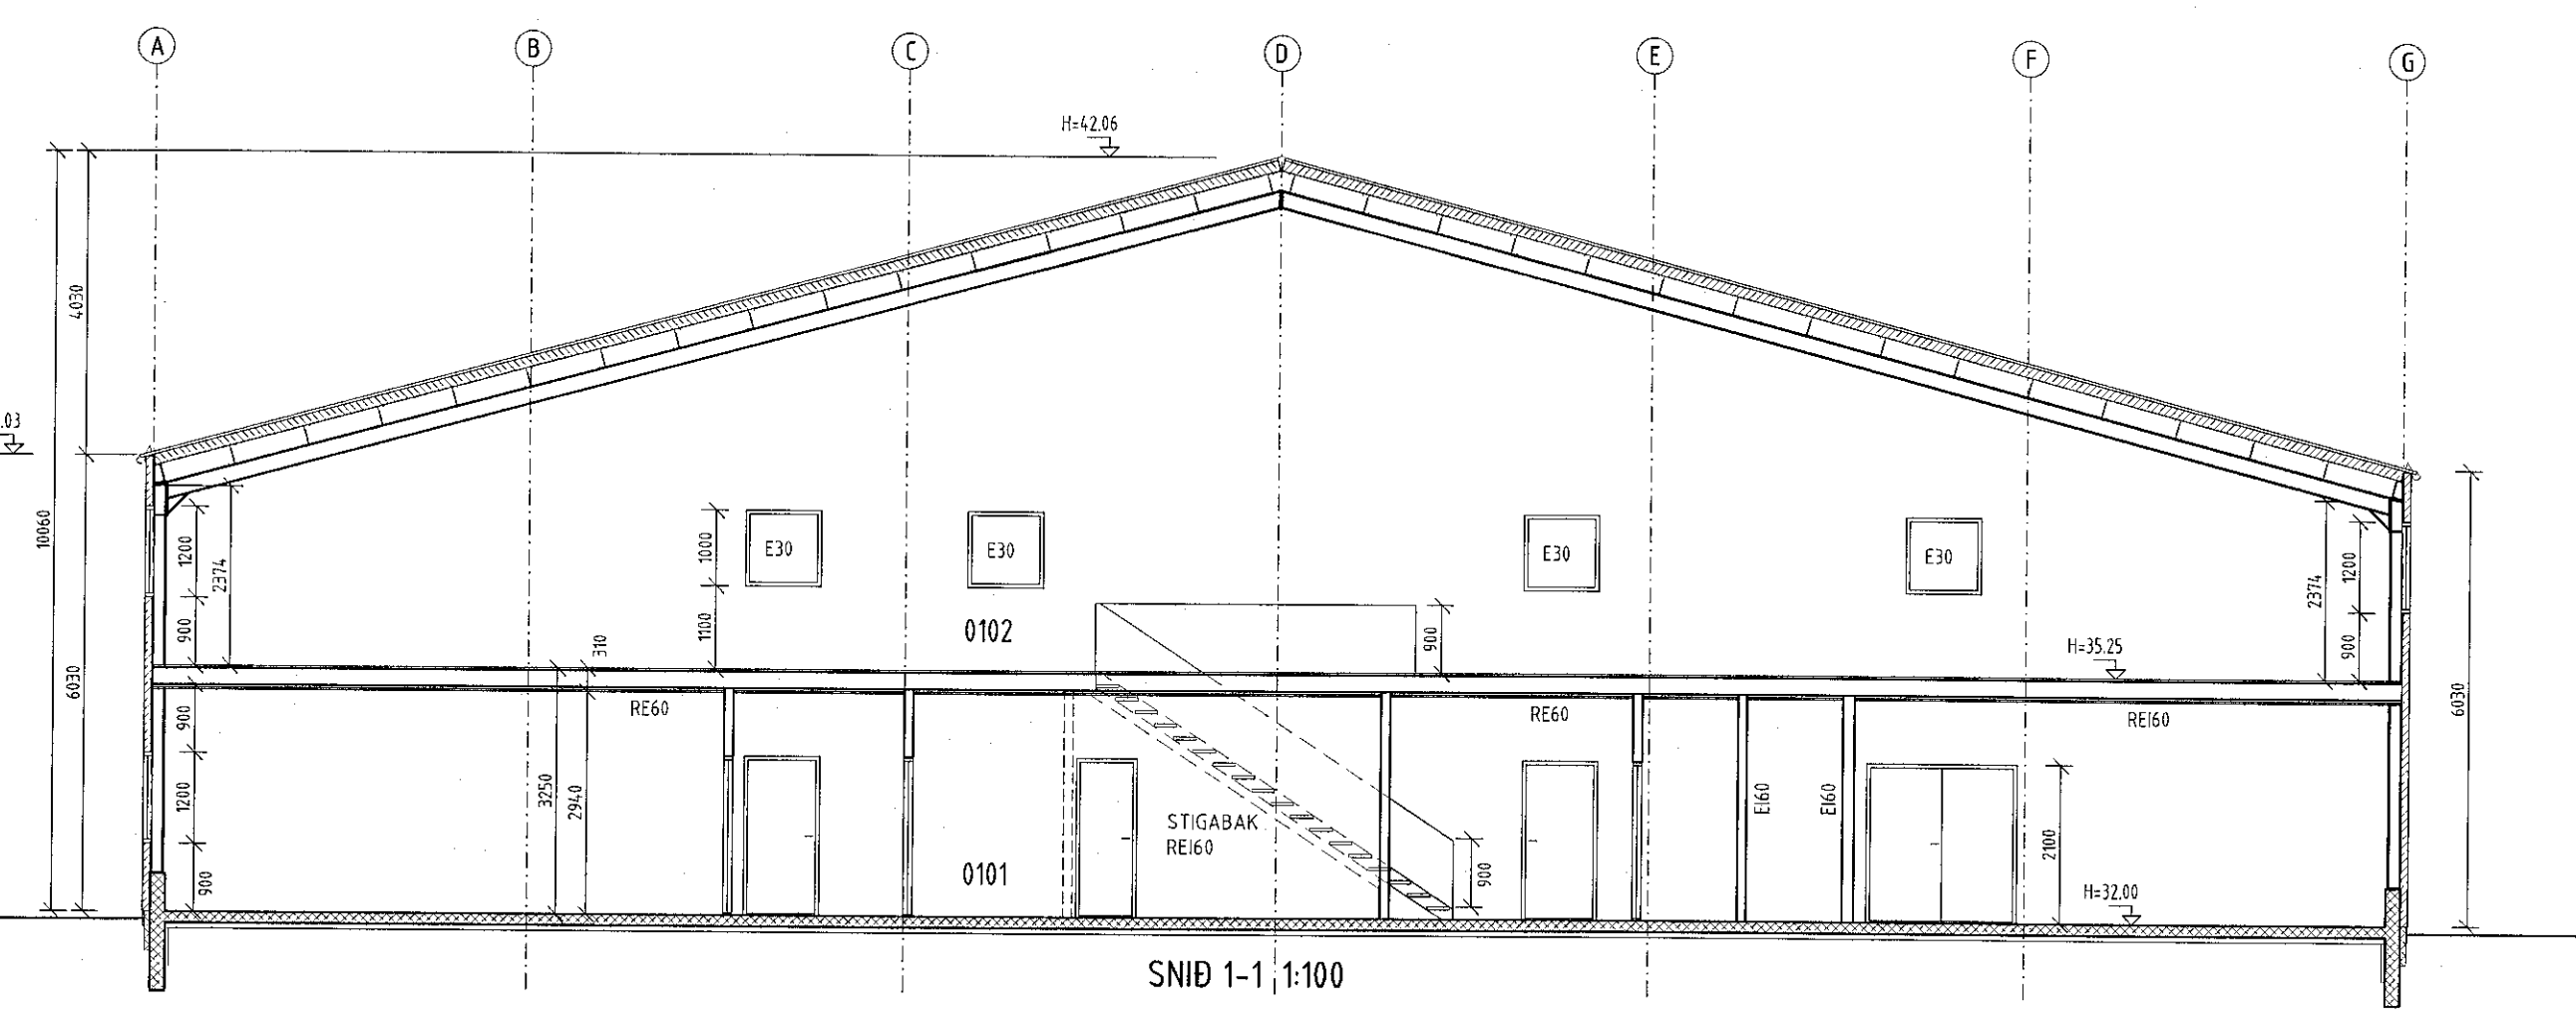 A B C D E F G
H=42.06
4030
.03
10060
1200
2374
1000
E30 E30 E30 E30
1200
2374
900
1100
310
0102
900
H=35.25
900
6030
6030
900
RE60
RE60
REI60
1200
3250
2940
STIGABAK
REI60
EI60
EI60
2100
900
0101
900
H=32.00
SNIÐ 1-1 1:100